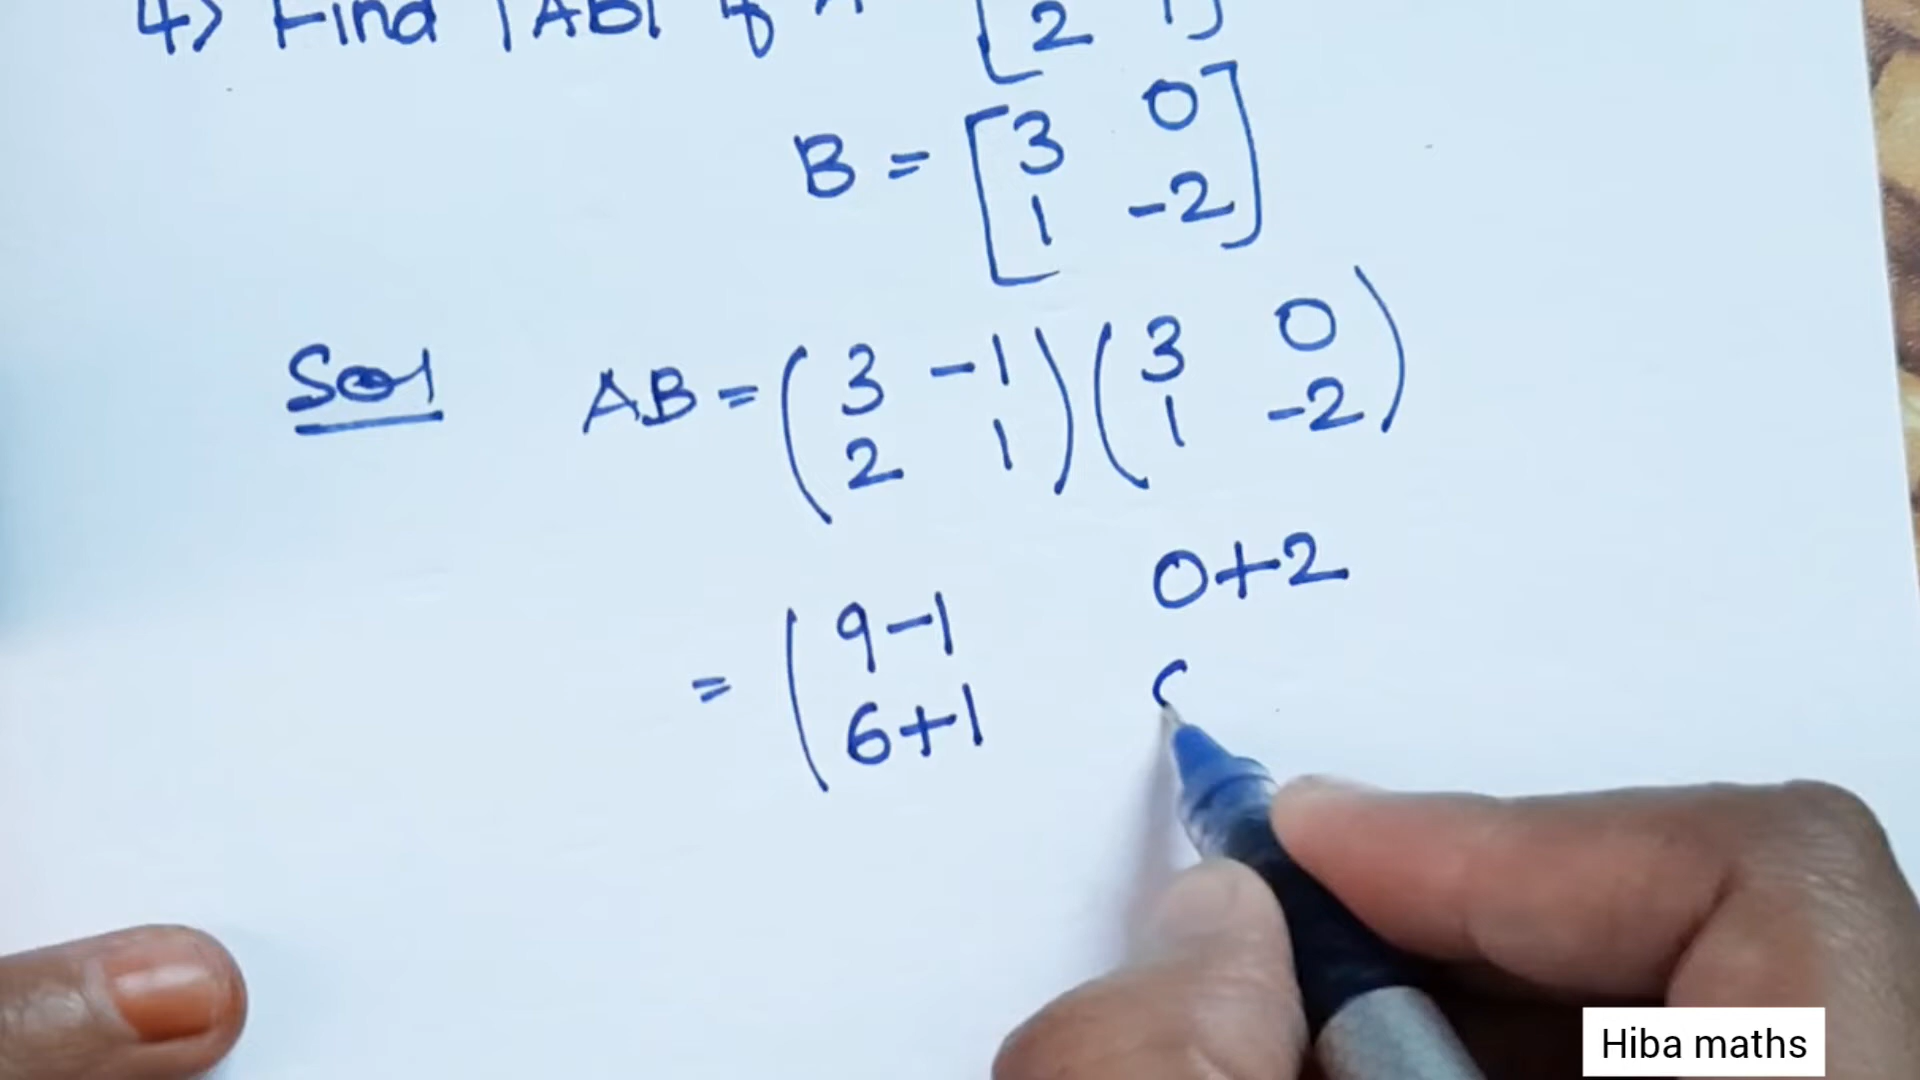 4) Find |AB| if A
[2 1]
B = [3 0
1 -2]
Sol AB = (3 -1 (3 0
2 1) 1 -2)
= (9-1 0+2
6+1 0
Hiba maths